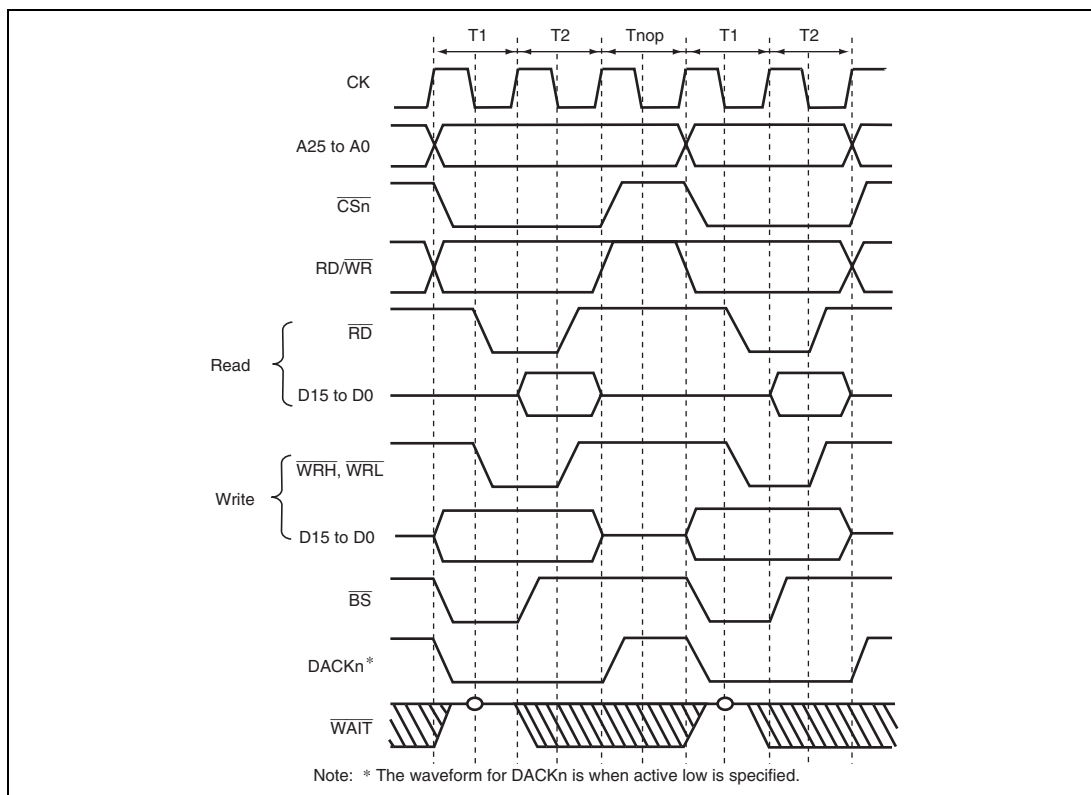 T1 T2 Tnop T1 T2
CK
A25 to A0
CSn
RD/WR
RD
Read
D15 to D0
WRH, WRL
Write
D15 to D0
BS
DACKn *
WAIT
Note: * The waveform for DACKn is when active low is specified.